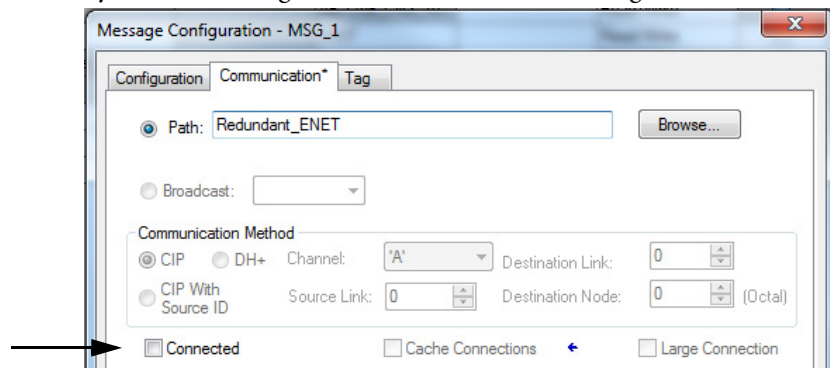 Message Configuration - MSG_1
Configuration Communication* Tag
Path: Redundant_ENET Browse...
Broadcast:
Communication Method
CIP DH+ Channel: 'A' Destination Link: 0
CIP With Source ID Source Link: 0 Destination Node: 0 (Octal)
Connected Cache Connections Large Connection